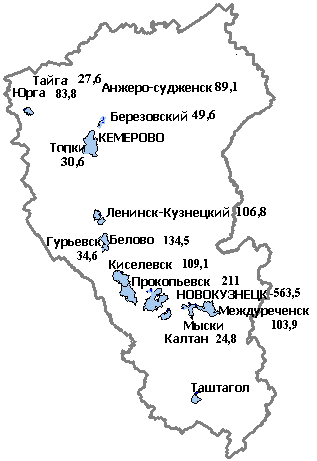 Тайга 27,6
Юрга 83,8
Анжеро-судженск 89,1
Березовский 49,6
КЕМЕРОВО
Топки
30,6
Ленинск-Кузнецкий 106,8
Гурьевск
34,6
Белово 134,5
Киселевск 109,1
Прокопьевск 211
НОВОКУЗНЕЦК -563,5
Междуреченск
103,9
Мыски
Калтан 24,8
Таштагол